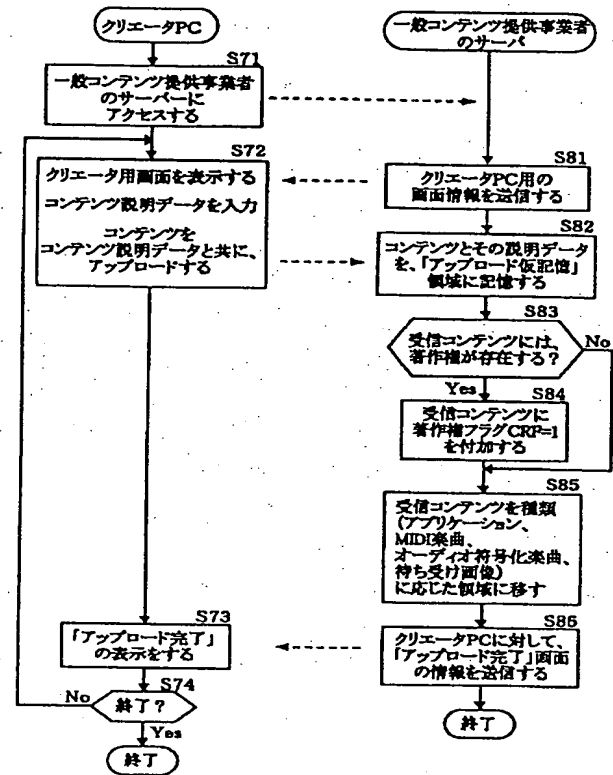 クリエータPC
S71
一般コンテンツ提供事業者
のサーバーに
アクセスする
S72
クリエータ用画面を表示する
コンテンツ説明データを入力
コンテンツを
コンテンツ説明データと共に、
アップロードする
S73
「アップロード完了」
の表示をする
S74
No
終了？
Yes
終了
一般コンテンツ提供事業者
のサーバ
S81
クリエータPC用の
画面情報を送信する
S82
コンテンツとその説明データ
を、「アップロード仮記憶」
領域に記憶する
S83
受信コンテンツには、
著作権が存在する？
No
Yes
S84
受信コンテンツに
著作権フラグCRP=1
を付加する
S85
受信コンテンツを種類
(アプリケーション、
MIDI楽曲、
オーディオ符号化楽曲、
待ち受け画像)
に応じた領域に移す
S86
クリエータPCに対して、
「アップロード完了」画面
の情報を送信する
終了